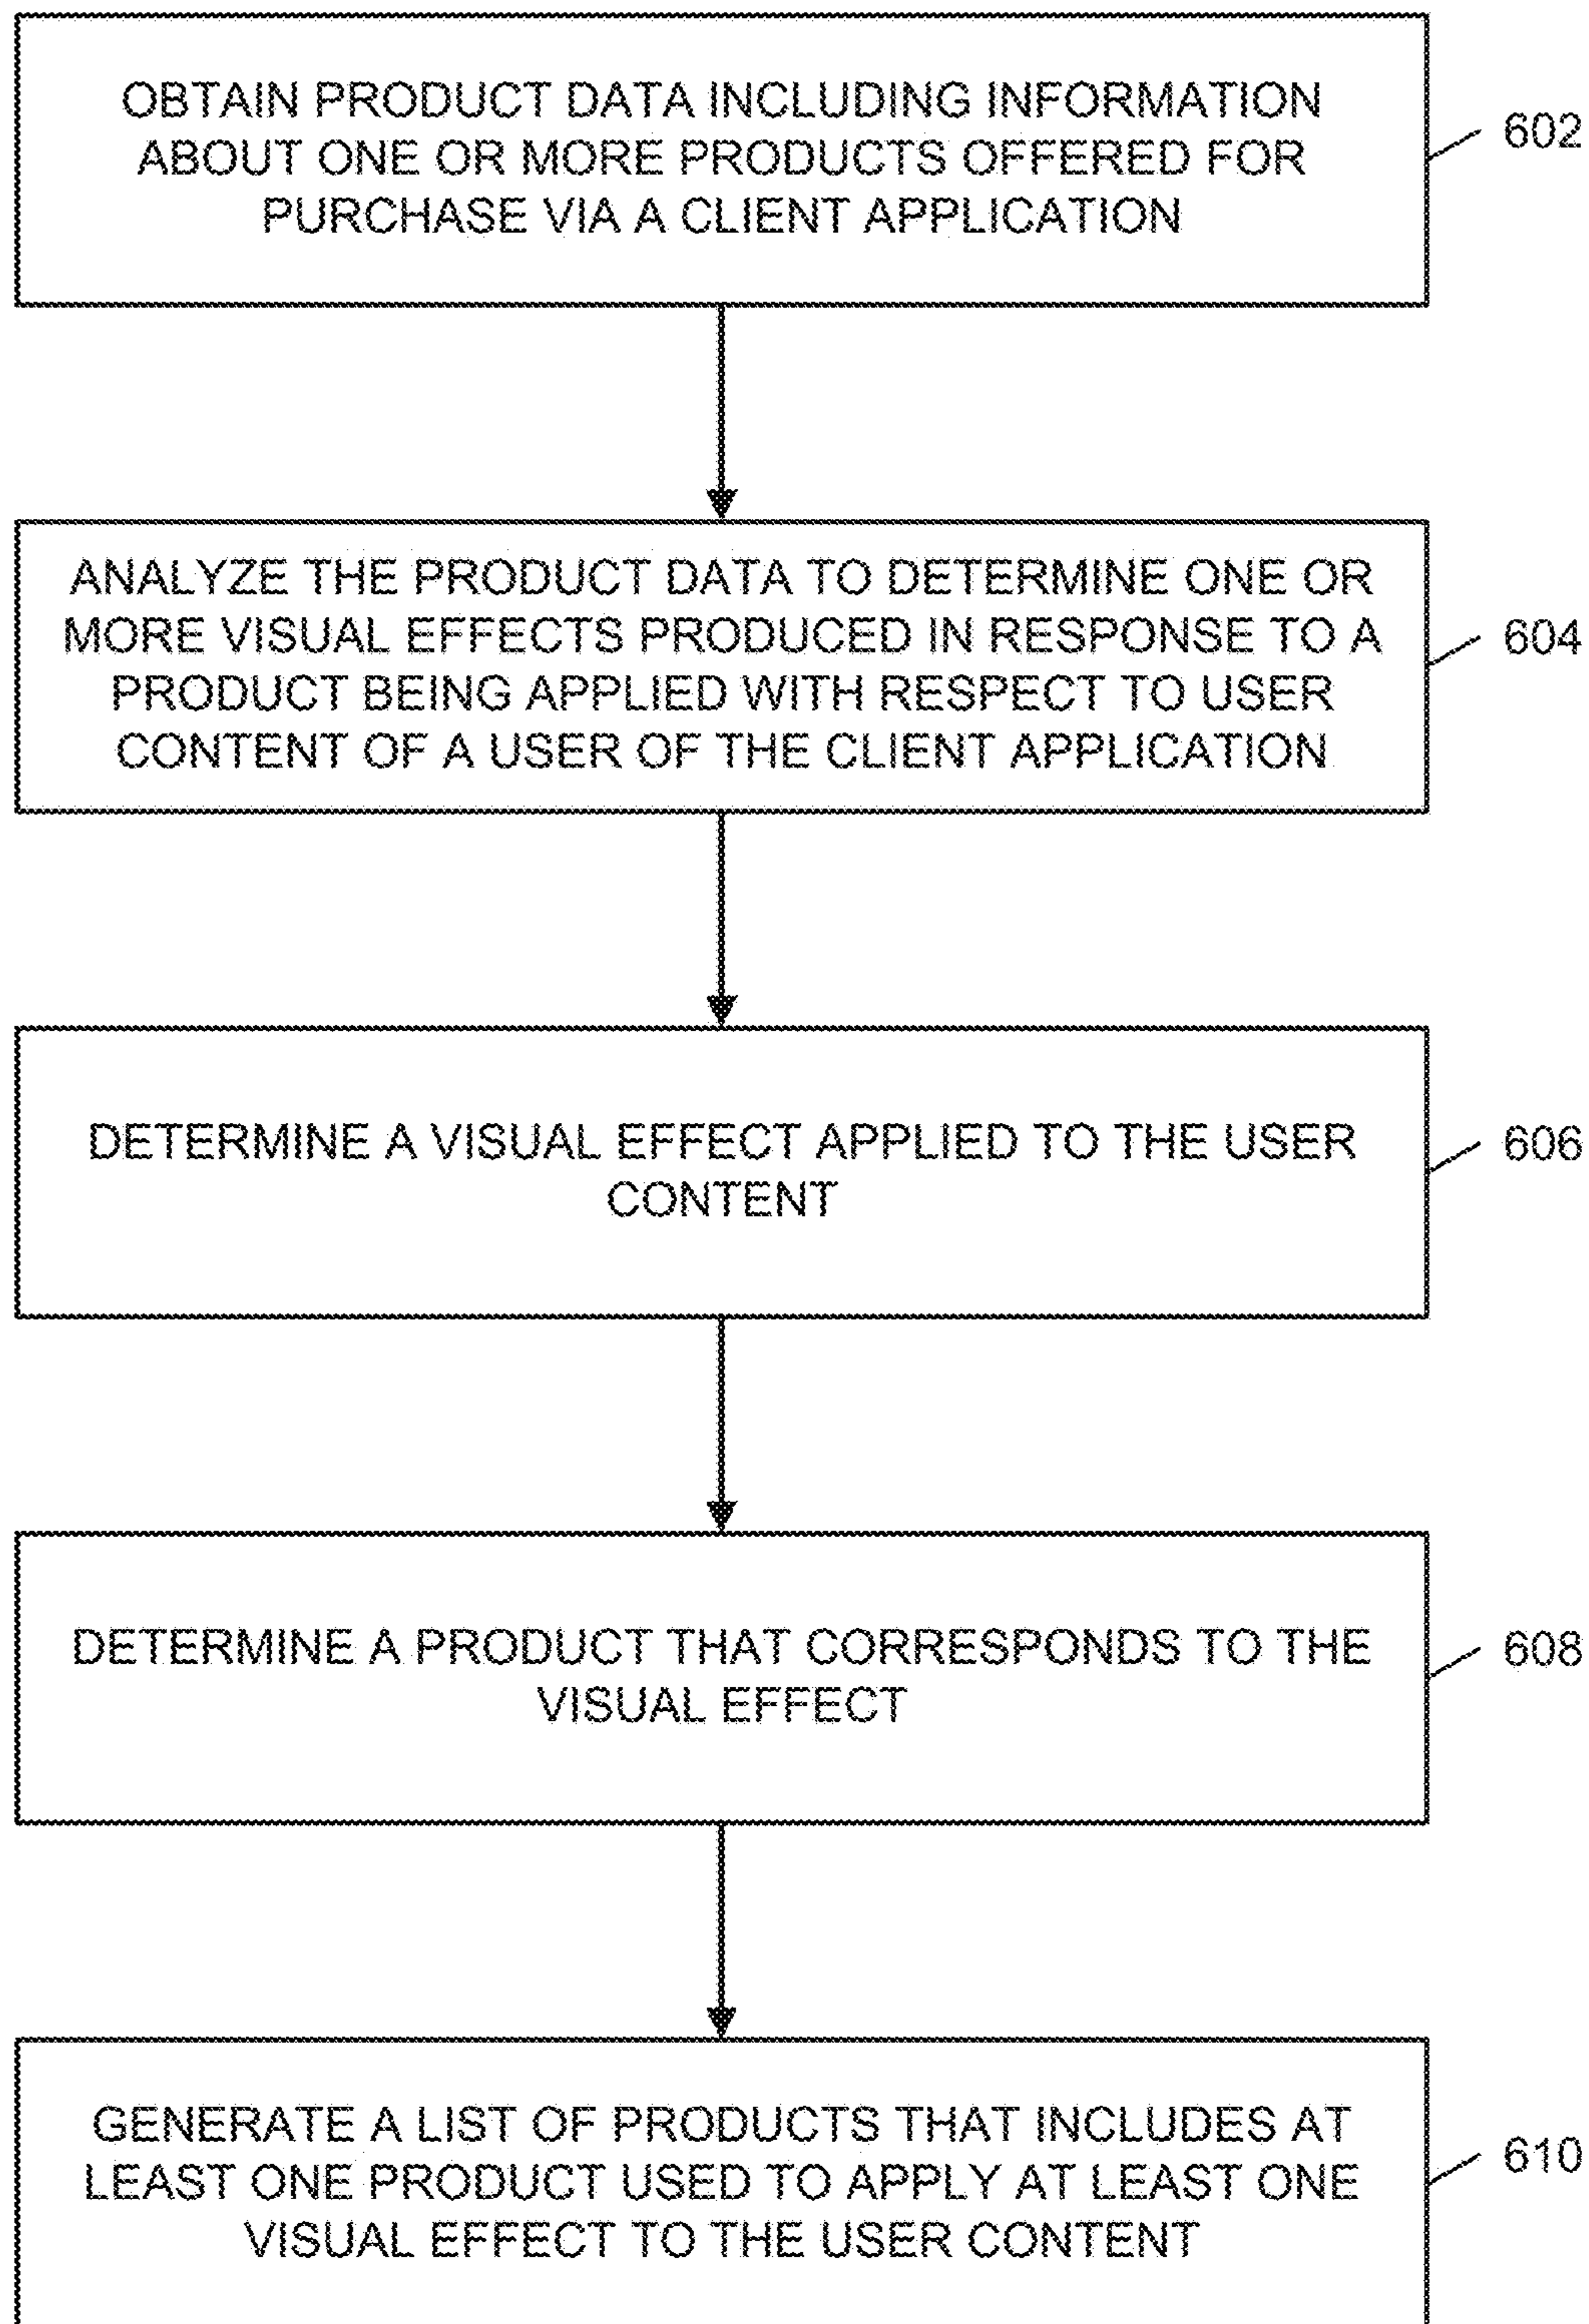 OBTAIN PRODUCT DATA INCLUDING INFORMATION
ABOUT ONE OR MORE PRODUCTS OFFERED FOR
PURCHASE VIA A CLIENT APPLICATION
602
ANALYZE THE PRODUCT DATA TO DETERMINE ONE OR
MORE VISUAL EFFECTS PRODUCED IN RESPONSE TO A
PRODUCT BEING APPLIED WITH RESPECT TO USER
CONTENT OF A USER OF THE CLIENT APPLICATION
604
DETERMINE A VISUAL EFFECT APPLIED TO THE USER
CONTENT
606
DETERMINE A PRODUCT THAT CORRESPONDS TO THE
VISUAL EFFECT
608
GENERATE A LIST OF PRODUCTS THAT INCLUDES AT
LEAST ONE PRODUCT USED TO APPLY AT LEAST ONE
VISUAL EFFECT TO THE USER CONTENT
610